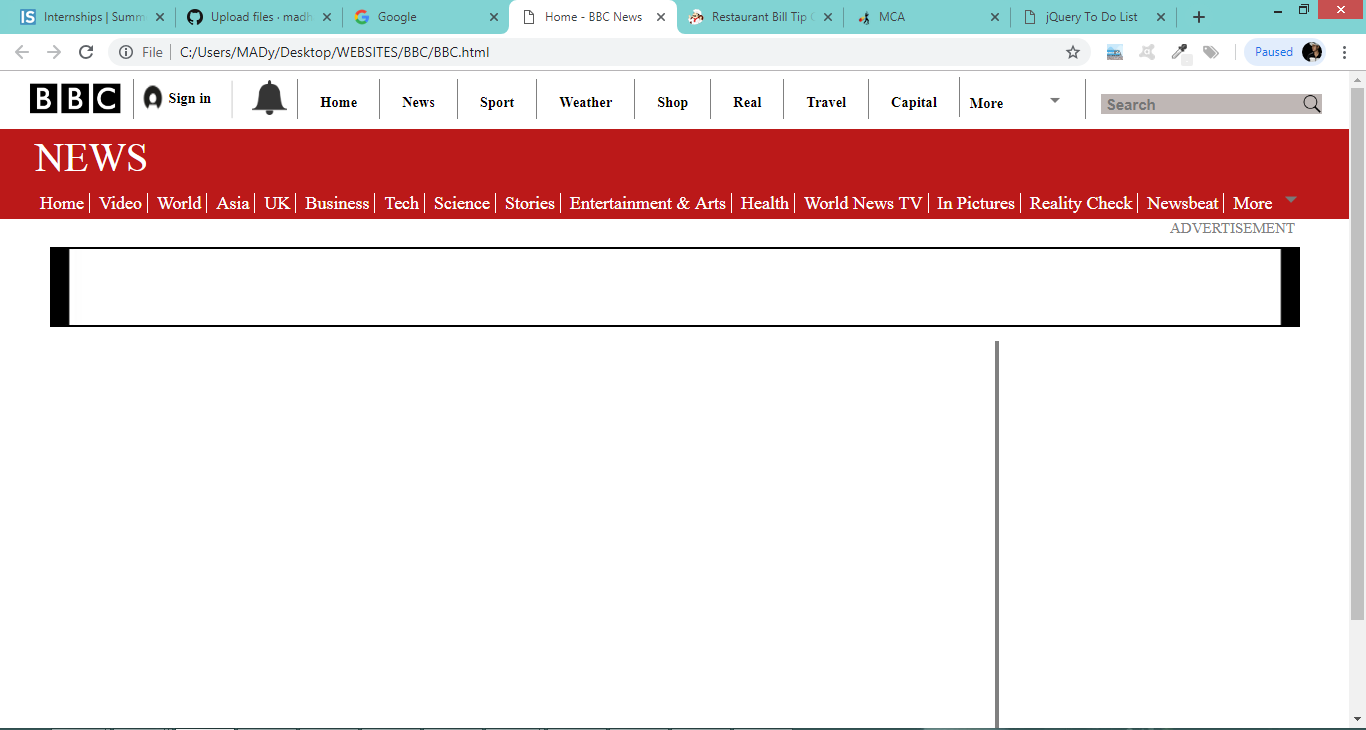 Internships | Summ Upload files · madh Google Home - BBC News Restaurant Bill Tip MCA jQuery To Do List
File C:/Users/MADy/Desktop/WEBSITES/BBC/BBC.html Paused
BBC Sign in Home News Sport Weather Shop Real Travel Capital More Search
NEWS
Home Video World Asia UK Business Tech Science Stories Entertainment & Arts Health World News TV In Pictures Reality Check Newsbeat More
ADVERTISEMENT